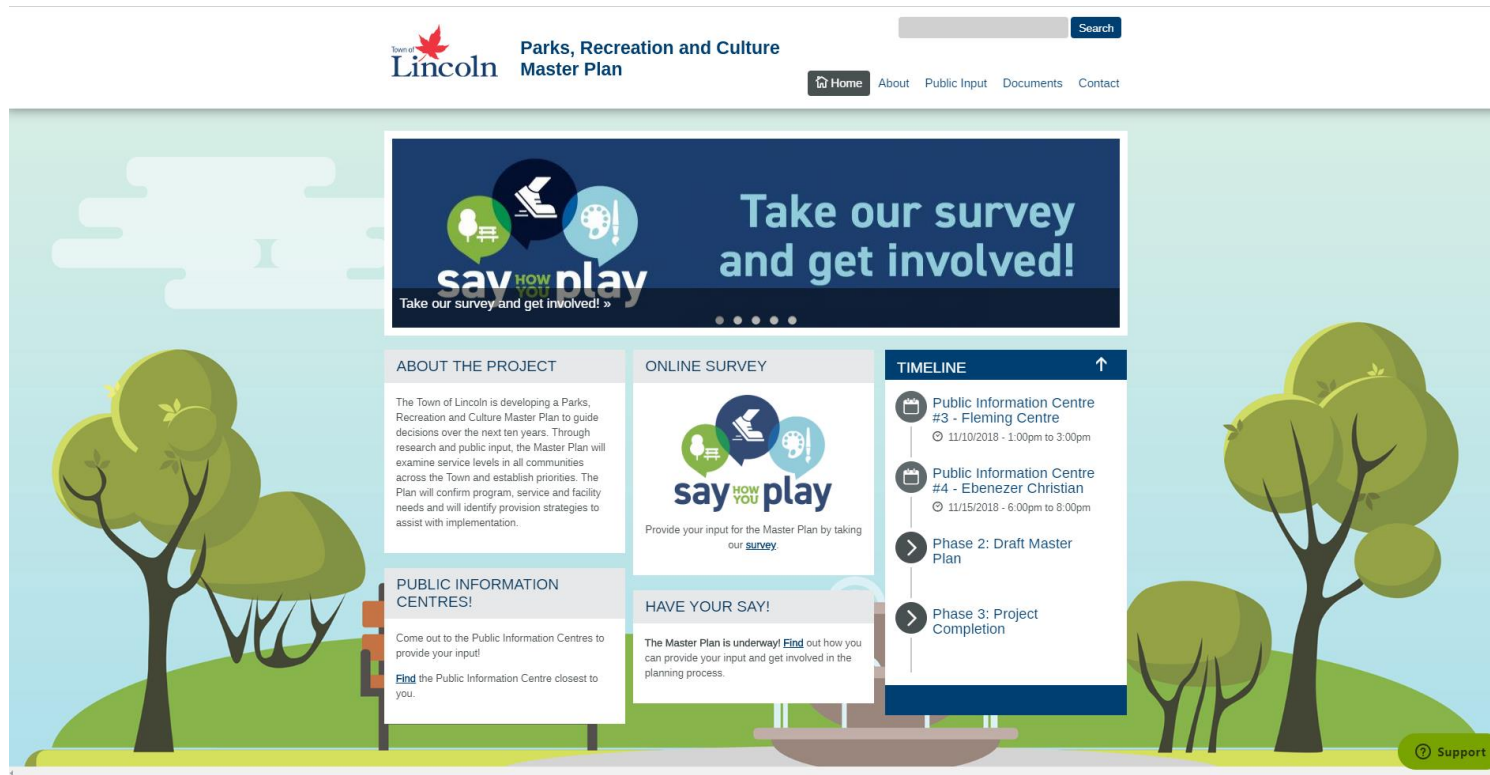 Town of
Lincoln
Parks, Recreation and Culture
Master Plan
Search
Home
About
Public Input
Documents
Contact
say HOW YOU play
Take our survey
and get involved!
Take our survey and get involved! »
ABOUT THE PROJECT
The Town of Lincoln is developing a Parks,
Recreation and Culture Master Plan to guide
decisions over the next ten years. Through
research and public input, the Master Plan will
examine service levels in all communities
across the Town and establish priorities. The
Plan will confirm program, service and facility
needs and will identify provision strategies to
assist with implementation.
PUBLIC INFORMATION
CENTRES!
Come out to the Public Information Centres to
provide your input!
Find the Public Information Centre closest to
you.
ONLINE SURVEY
say HOW YOU play
Provide your input for the Master Plan by taking
our survey.
HAVE YOUR SAY!
The Master Plan is underway! Find out how you
can provide your input and get involved in the
planning process.
TIMELINE
Public Information Centre
#3 - Fleming Centre
11/10/2018 - 1:00pm to 3:00pm
Public Information Centre
#4 - Ebenezer Christian
11/15/2018 - 6:00pm to 8:00pm
Phase 2: Draft Master
Plan
Phase 3: Project
Completion
Support